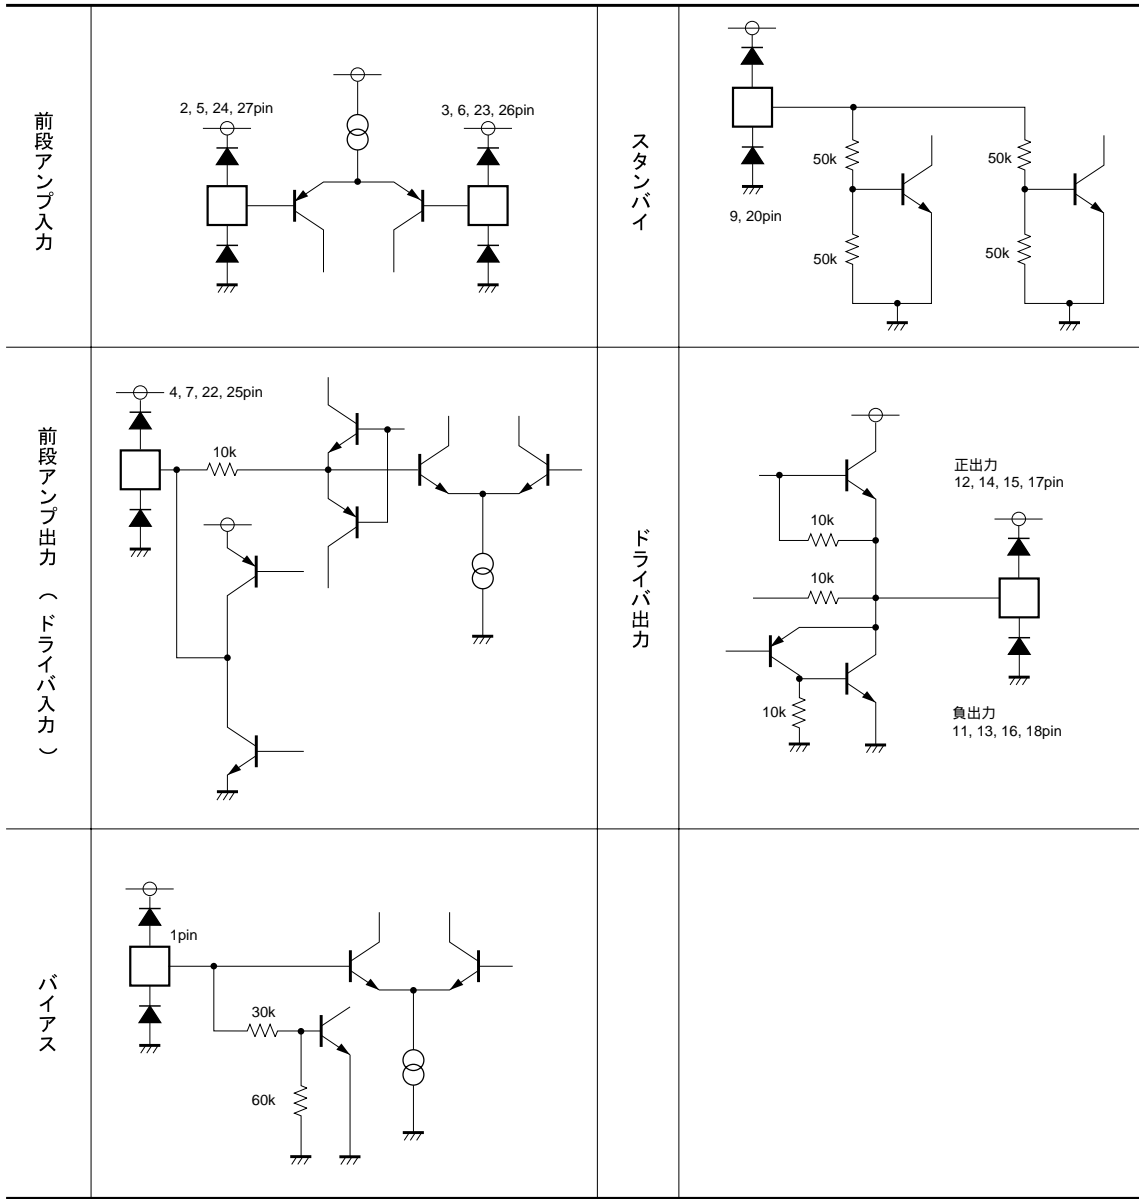 前段アンプ入力
2, 5, 24, 27pin
3, 6, 23, 26pin
スタンバイ
50k
50k
50k
50k
9, 20pin
前段アンプ出力(ドライバ入力)
4, 7, 22, 25pin
10k
ドライバ出力
10k
10k
10k
正出力
12, 14, 15, 17pin
負出力
11, 13, 16, 18pin
バイアス
1pin
30k
60k